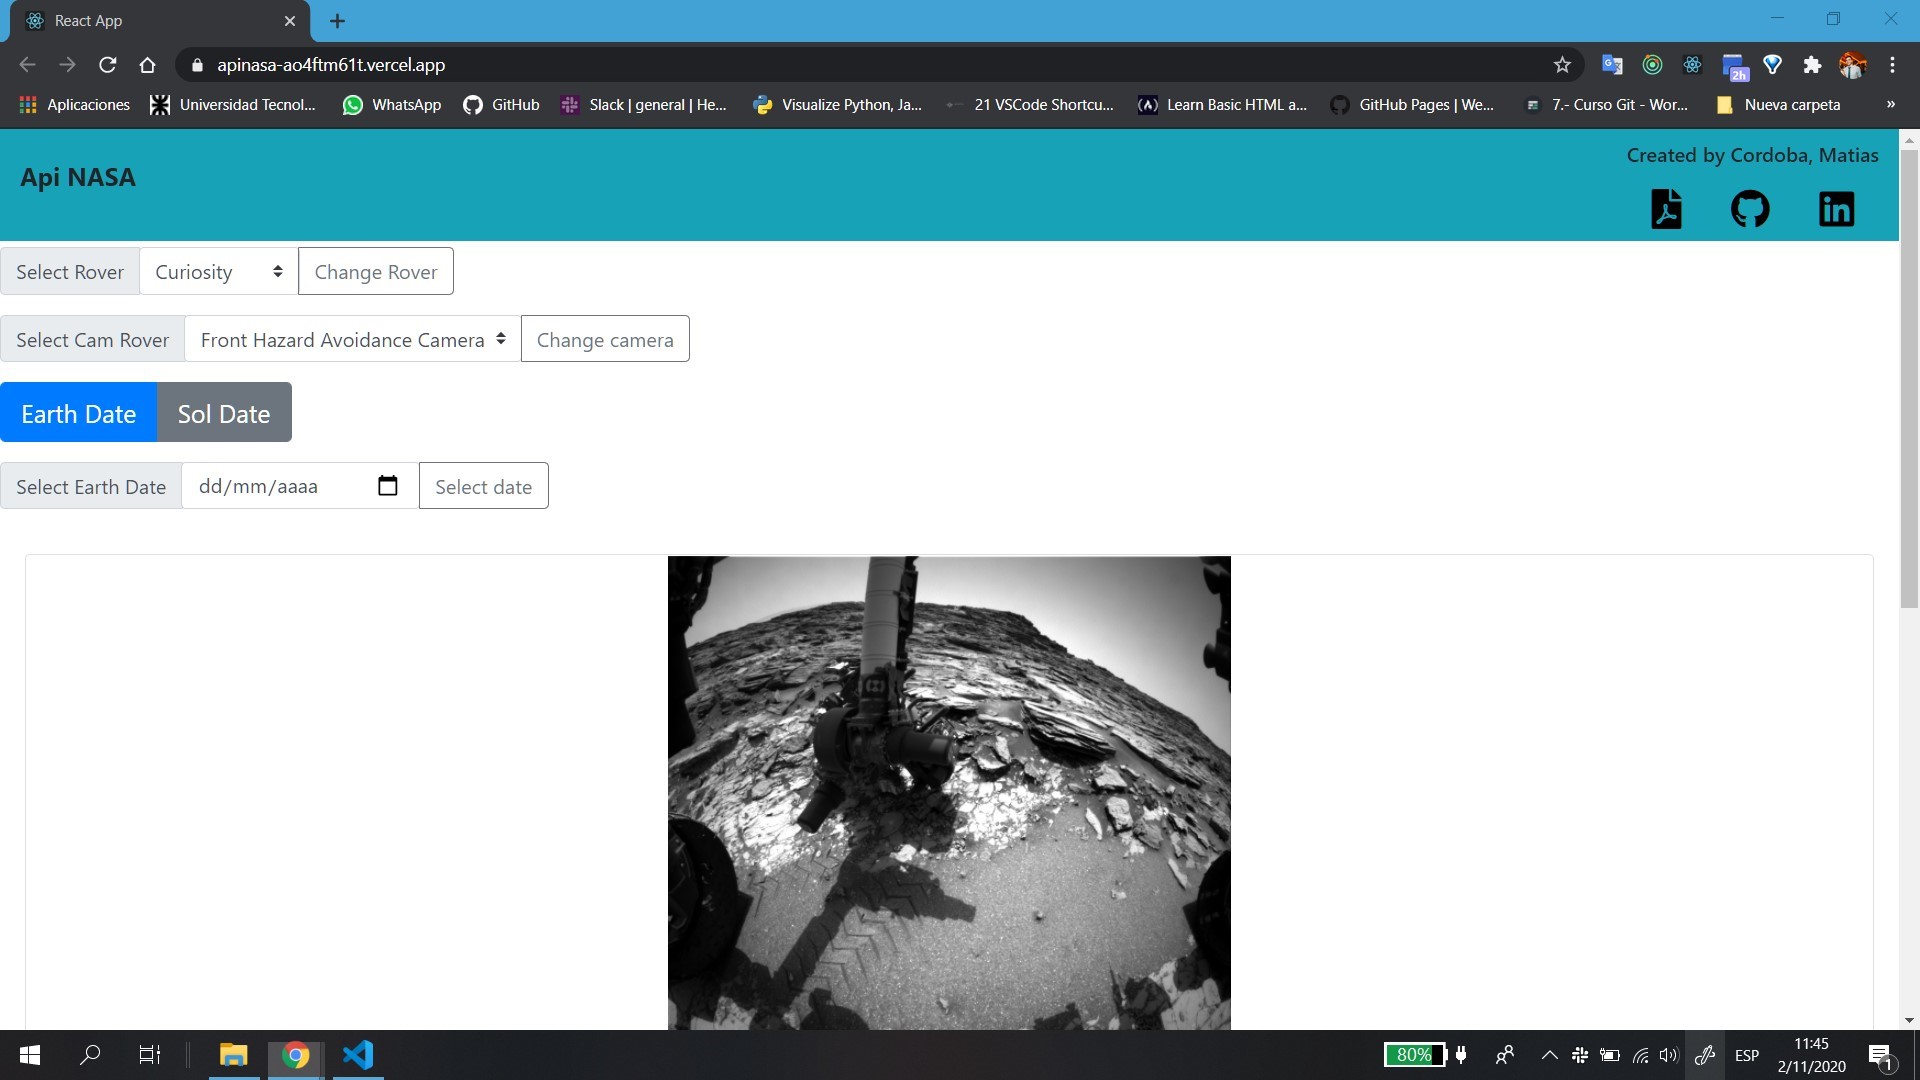 React App
apinasa-ao4ftm61t.vercel.app
2h
Aplicaciones Universidad Tecnol... WhatsApp GitHub Slack | general | He... Visualize Python, Ja... 21 VSCode Shortcu... Learn Basic HTML a... GitHub Pages | We... 7.- Curso Git - Wor... Nueva carpeta »
Created by Cordoba, Matias
Api NASA
Select Rover Curiosity Change Rover
Select Cam Rover Front Hazard Avoidance Camera Change camera
Earth Date Sol Date
Select Earth Date dd/mm/aaaa Select date
80% ESP 11:45
2/11/2020 1